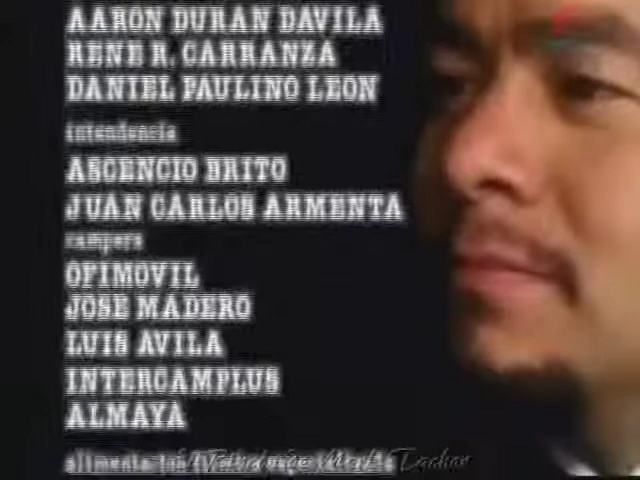 AARON DURAN DAVILA
RENE R. CARRANZA
DANIEL PAULINO LEON
intendencia
ASCENCIO BRITO
JUAN CARLOS ARMENTA
campers
OFIMOVIL
JOSE MADERO
LUIS AVILA
INTERCAMPLUS
ALMAYA